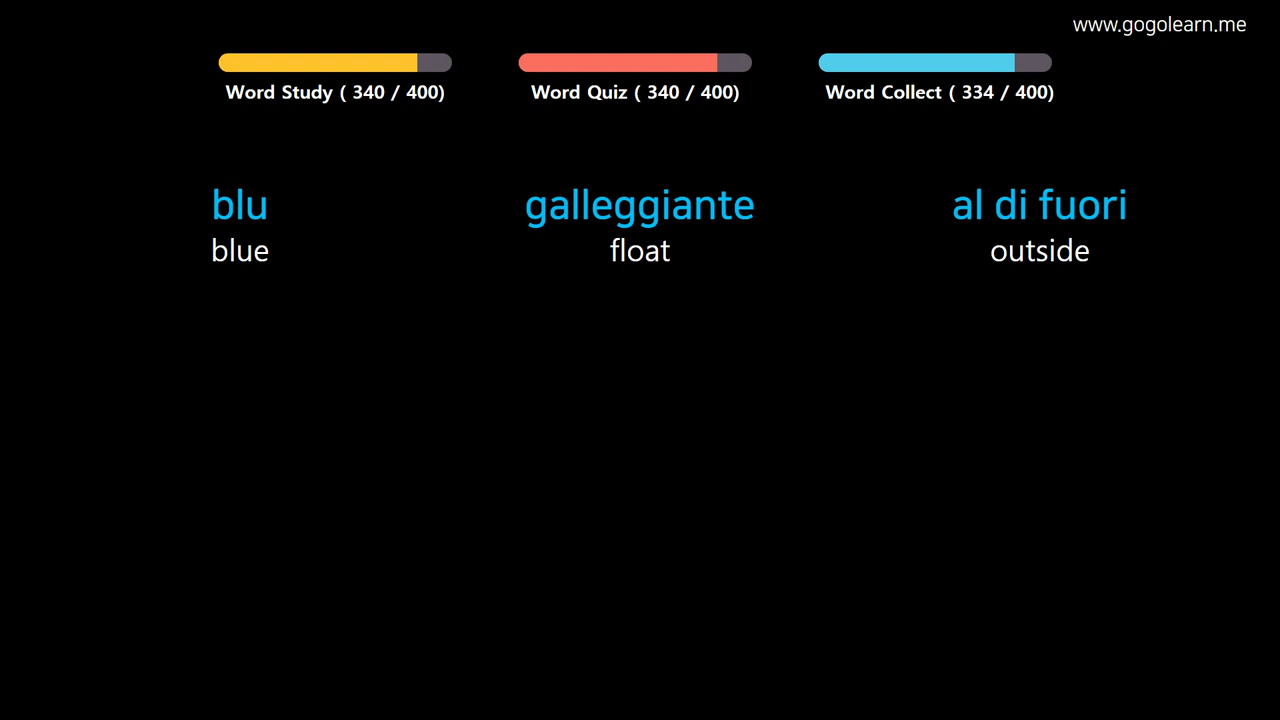 www.gogolearn.me
Word Study ( 340 / 400)
Word Quiz ( 340 / 400)
Word Collect ( 334 / 400)
blu
blue
galleggiante
float
al di fuori
outside